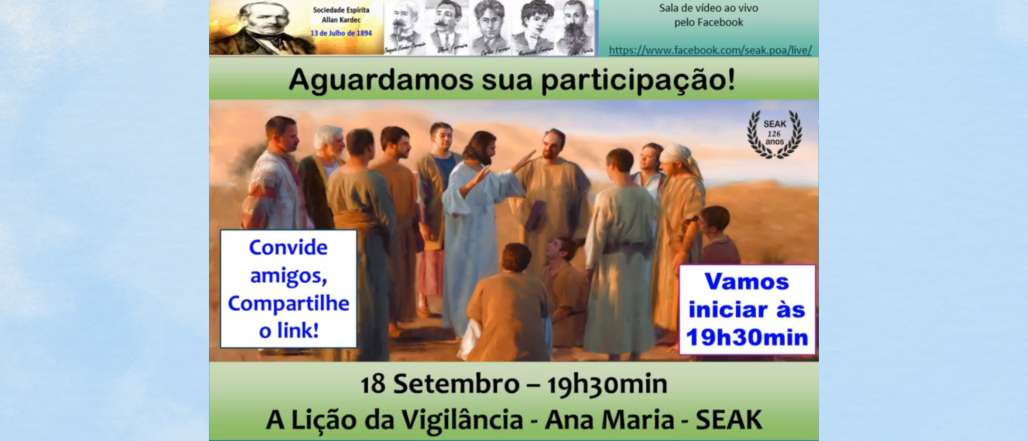 Sociedade Espírita
Allan Kardec
13 de Julho de 1894
Sala de vídeo ao vivo
pelo Facebook
https://www.facebook.com/seak.poa/live/
Aguardamos sua participação!
SEAK
126
anos
Convide
amigos,
Compartilhe
o link!
Vamos
iniciar às
19h30min
18 Setembro – 19h30min
A Lição da Vigilância - Ana Maria - SEAK